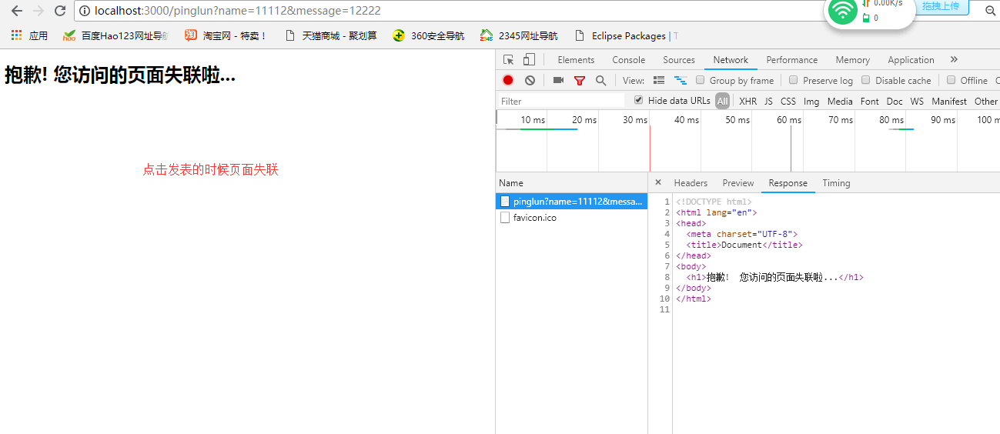 localhost:3000/pinglun?name=11112&message=12222
0.00K/s
0
拖拽上传
应用 百度Hao123网址导航 淘宝网 - 特卖！ 天猫商城 - 聚划算 360安全导航 2345网址导航 Eclipse Packages | T
抱歉! 您访问的页面失联啦...
点击发表的时候页面失联
Elements Console Sources Network Performance Memory Application »
View: Group by frame Preserve log Disable cache Offline
Filter Hide data URLs All XHR JS CSS Img Media Font Doc WS Manifest Other
10 ms 20 ms 30 ms 40 ms 50 ms 60 ms 70 ms 80 ms 90 ms 100 m
Name × Headers Preview Response Timing
pinglun?name=11112&messa...
favicon.ico
1 <!DOCTYPE html>
2 <html lang="en">
3 <head>
4 <meta charset="UTF-8">
5 <title>Document</title>
6 </head>
7 <body>
8 <h1>抱歉! 您访问的页面失联啦...</h1>
9 </body>
10 </html>
11